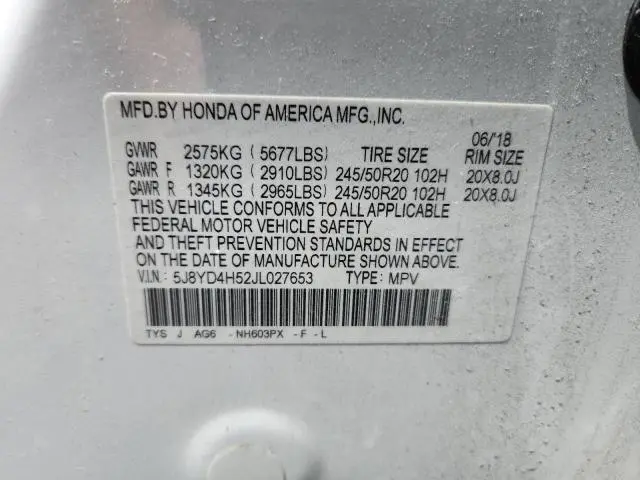 MFD.BY HONDA OF AMERICA MFG.,INC.
06/'18
GVWR 2575KG ( 5677LBS) TIRE SIZE RIM SIZE
GAWR F 1320KG ( 2910LBS) 245/50R20 102H 20X8.0J
GAWR R 1345KG ( 2965LBS) 245/50R20 102H 20X8.0J
THIS VEHICLE CONFORMS TO ALL APPLICABLE
FEDERAL MOTOR VEHICLE SAFETY
AND THEFT PREVENTION STANDARDS IN EFFECT
ON THE DATE OF MANUFACTURE SHOWN ABOVE.
V.I.N.: 5J8YD4H52JL027653 TYPE: MPV
TYS J AG6 -NH603PX -F -L